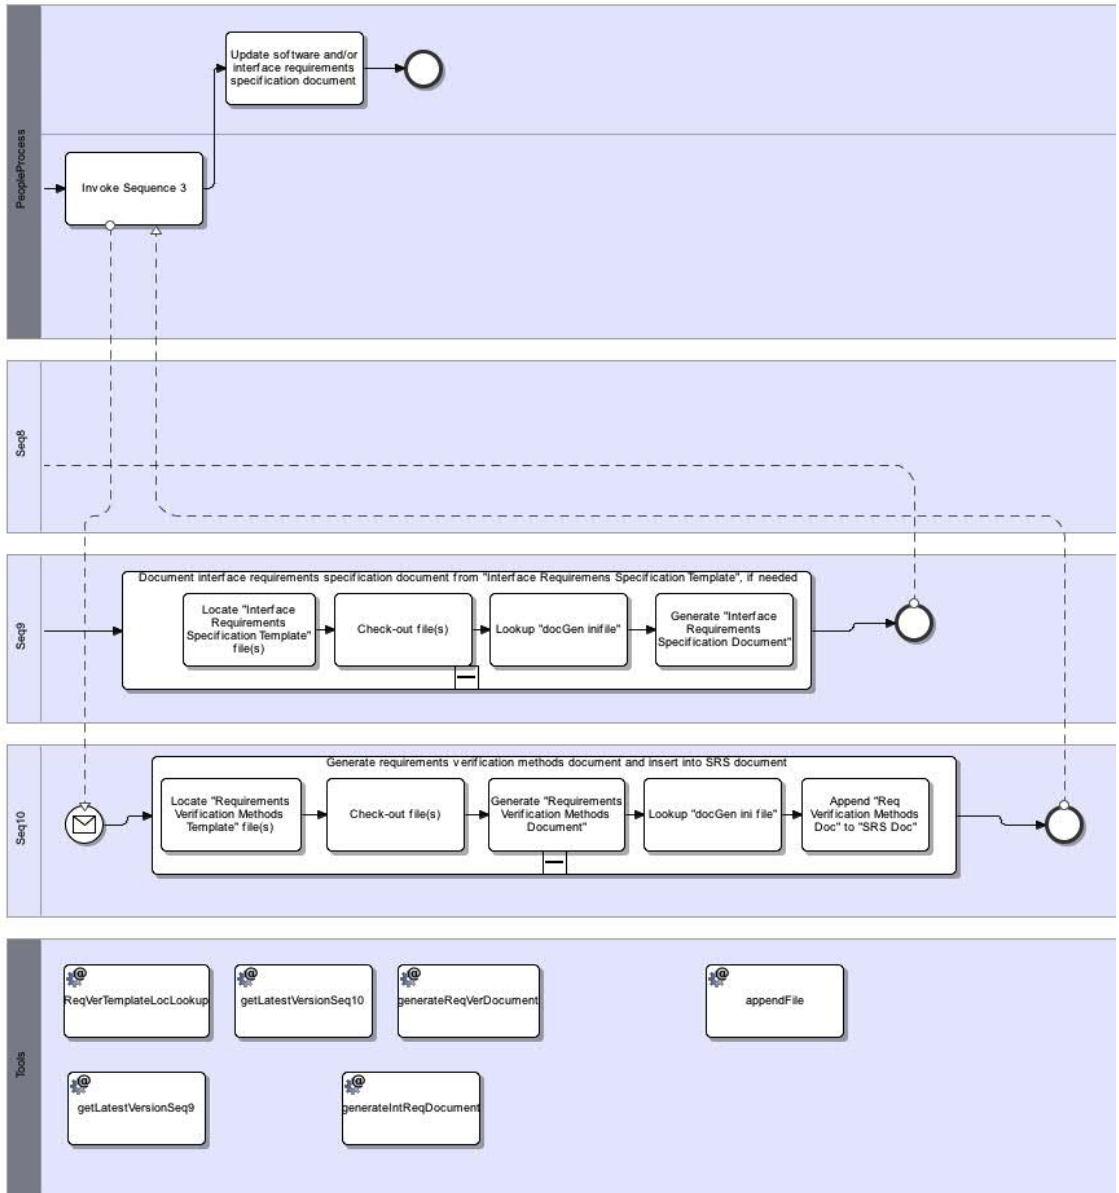 PeopleProcess
Update software and/or
interface requirements
specification document
Invoke Sequence 3
Seq8
Seq9
Document interface requirements specification document from "Interface Requiremens Specification Template", if needed
Locate "Interface
Requirements
Specification Template"
file(s)
Check-out file(s)
Lookup "docGen inifile"
Generate "Interface
Requirements
Specification Document"
Seq10
Generate requirements verification methods document and insert into SRS document
Locate "Requirements
Verification Methods
Template" file(s)
Check-out file(s)
Generate "Requirements
Verification Methods
Document"
Lookup "docGen ini file"
Append "Req
Verification Methods
Doc" to "SRS Doc"
Tools
@
ReqVerTemplateLocLookup
@
getLatestVersionSeq10
@
generateReqVerDocument
@
appendFile
@
getLatestVersionSeq9
@
generateIntReqDocument